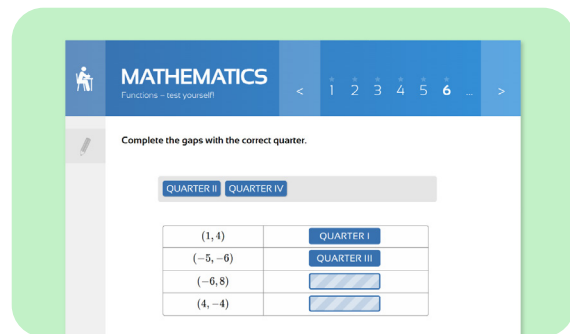 MATHEMATICS
Functions – test yourself!
< 1 2 3 4 5 6 ... >
Complete the gaps with the correct quarter.
QUARTER II QUARTER IV
(1, 4) QUARTER I
(−5, −6) QUARTER III
(−6, 8)
(4, −4)